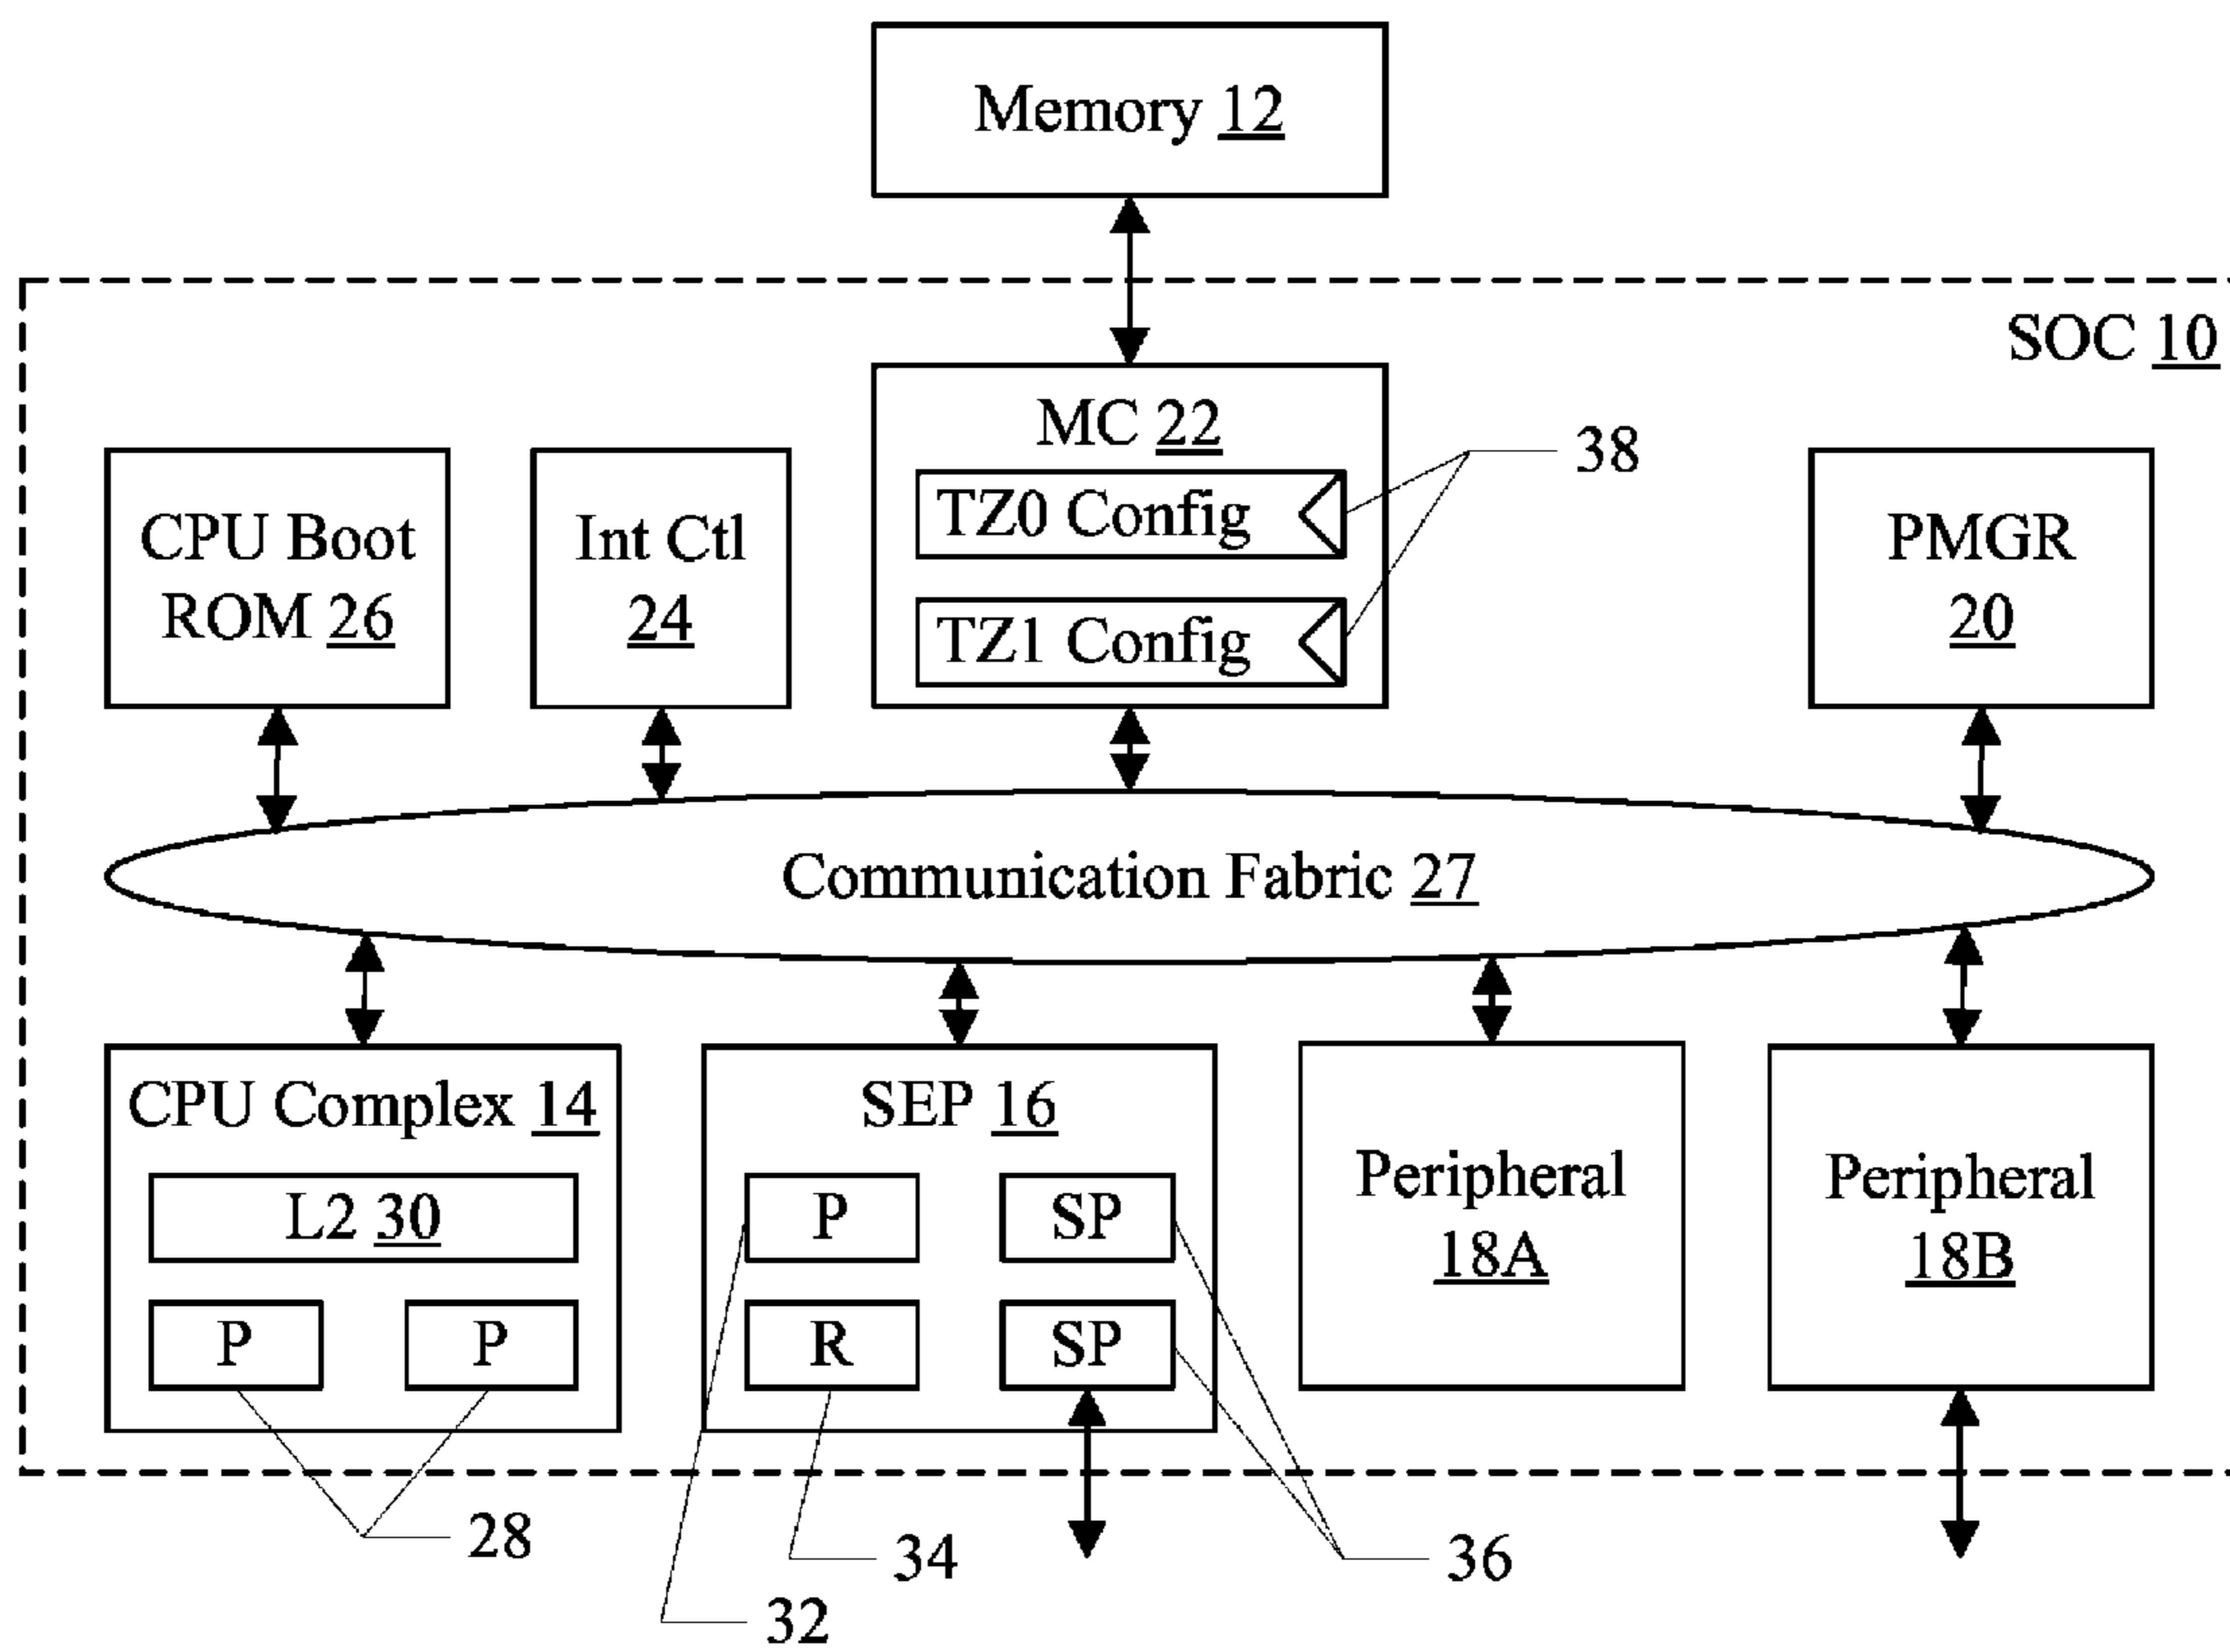 Memory 12
SOC 10
MC 22
38
TZ0 Config
TZ1 Config
CPU Boot
ROM 26
Int Ctl
24
PMGR
20
Communication Fabric 27
CPU Complex 14
L2 30
P
P
SEP 16
P
SP
R
SP
Peripheral
18A
Peripheral
18B
28
34
36
32